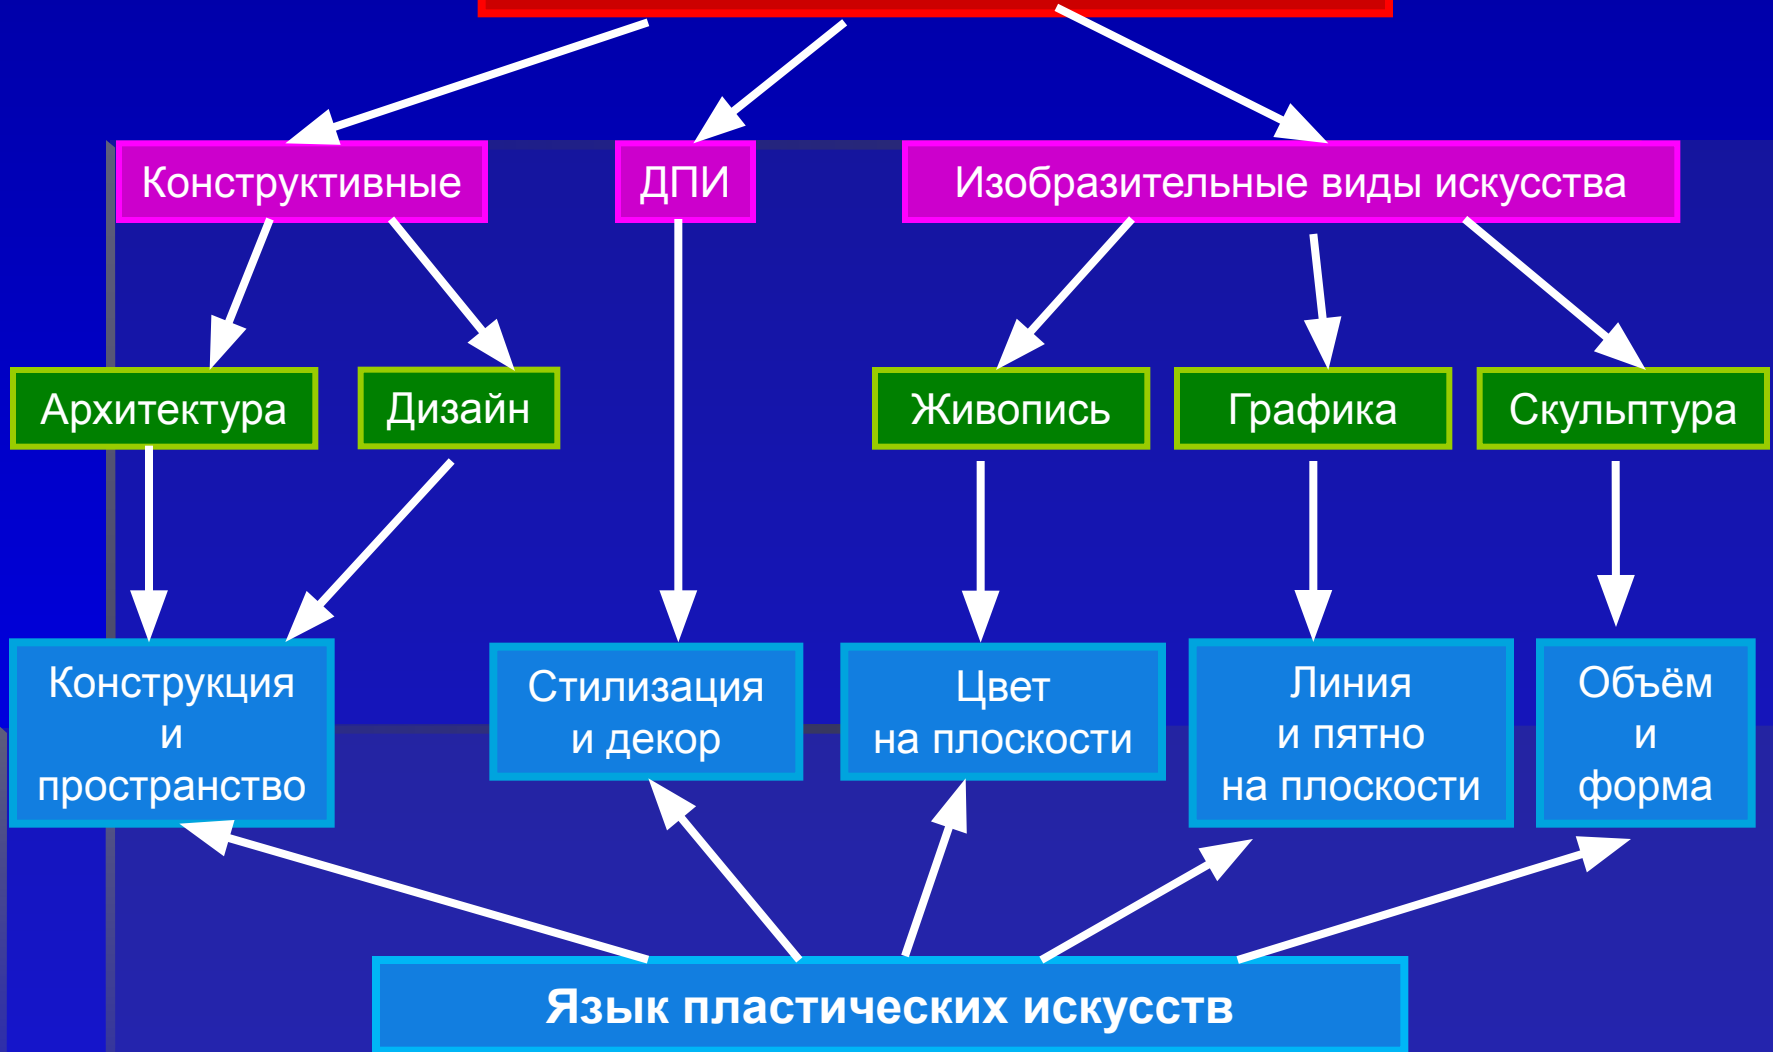 Конструктивные
ДПИ
Изобразительные виды искусства
Архитектура
Дизайн
Живопись
Графика
Скульптура
Конструкция
и
пространство
Стилизация
и декор
Цвет
на плоскости
Линия
и пятно
на плоскости
Объём
и
форма
Язык пластических искусств